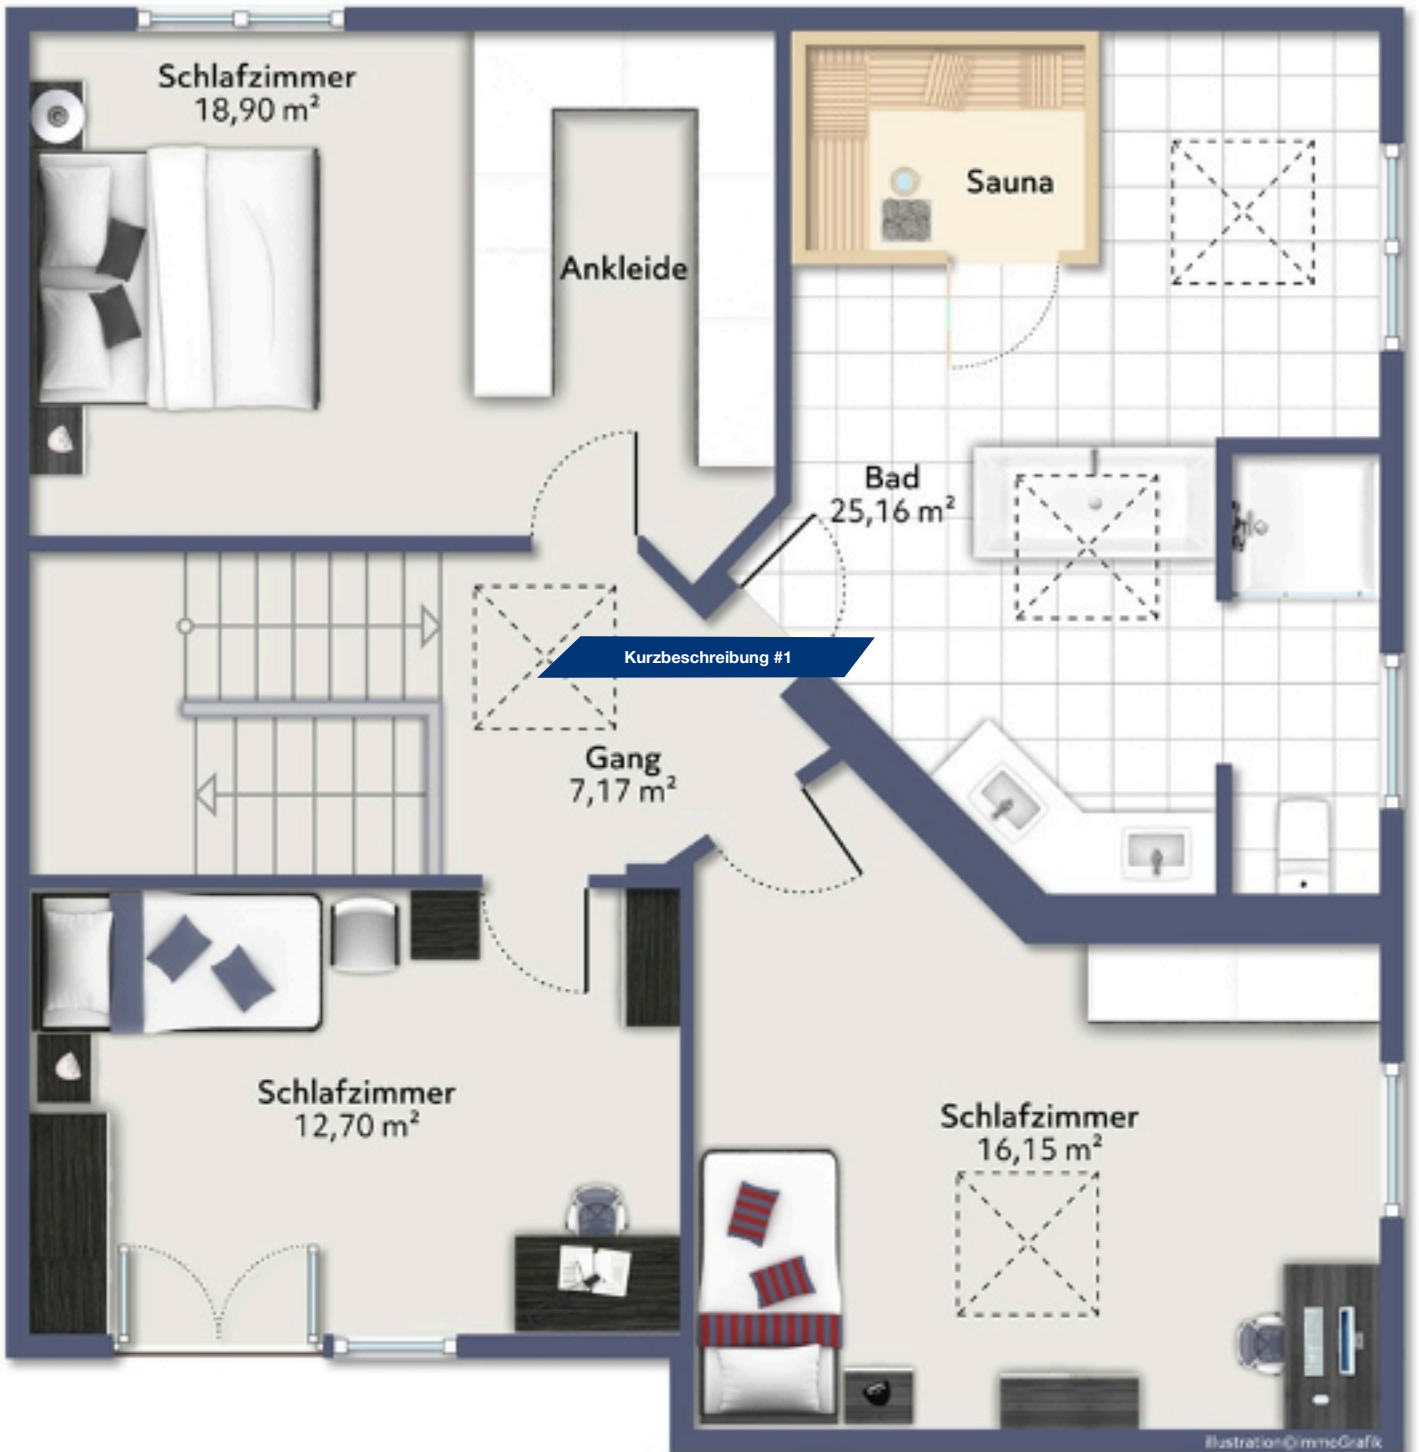 Schlafzimmer
18,90 m²
Sauna
Ankleide
Bad
25,16 m²
Kurzbeschreibung #1
Gang
7,17 m²
Schlafzimmer
12,70 m²
Schlafzimmer
16,15 m²
illustration©immoGrafik